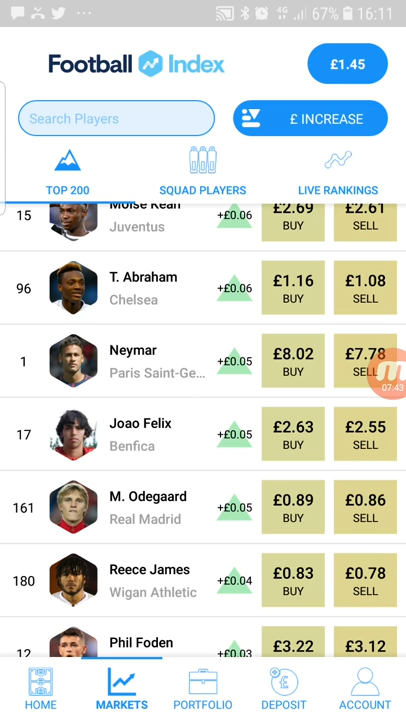 67% 16:11
Football Index
£1.45
Search Players
£ INCREASE
TOP 200
SQUAD PLAYERS
LIVE RANKINGS
15 Moise Kean +£0.06 £2.69 £2.61
Juventus BUY SELL
96 T. Abraham +£0.06 £1.16 £1.08
Chelsea BUY SELL
1 Neymar +£0.05 £8.02 £7.78
Paris Saint-Ge... BUY SELL
07:43
17 Joao Felix +£0.05 £2.63 £2.55
Benfica BUY SELL
161 M. Odegaard +£0.05 £0.89 £0.86
Real Madrid BUY SELL
180 Reece James +£0.04 £0.83 £0.78
Wigan Athletic BUY SELL
12 Phil Foden +£0.03 £3.22 £3.12
HOME
MARKETS
PORTFOLIO
DEPOSIT
ACCOUNT